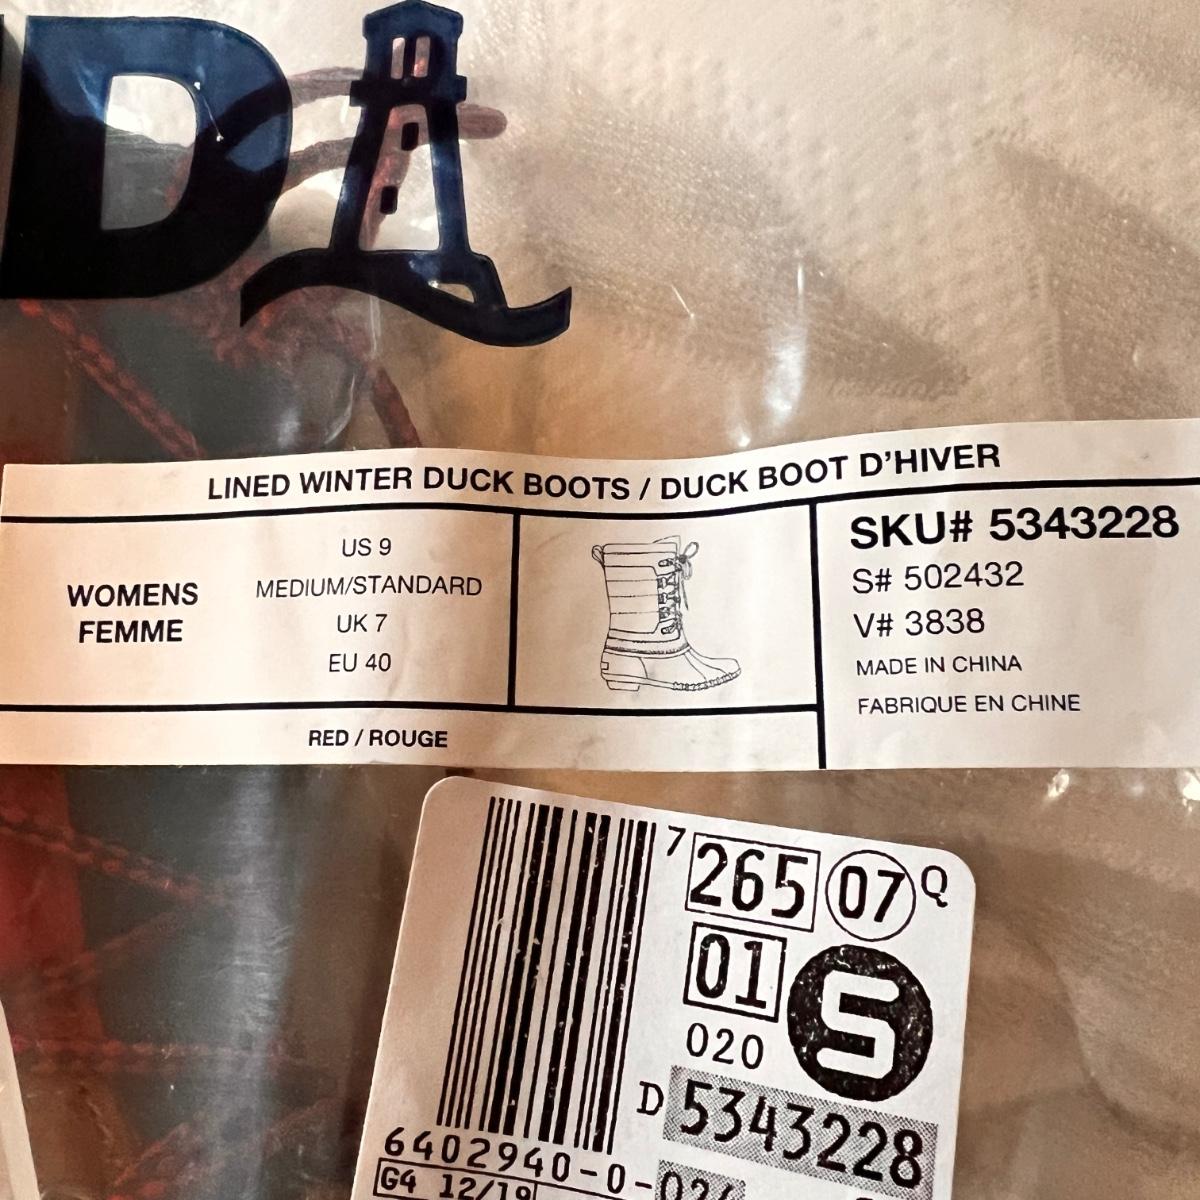 D
LINED WINTER DUCK BOOTS / DUCK BOOT D'HIVER
WOMENS
FEMME
US 9
MEDIUM/STANDARD
UK 7
EU 40
RED / ROUGE
SKU# 5343228
S# 502432
V# 3838
MADE IN CHINA
FABRIQUE EN CHINE
7 265 07 Q
01 S
020
D 5343228
6402940-0-
G4 12/19